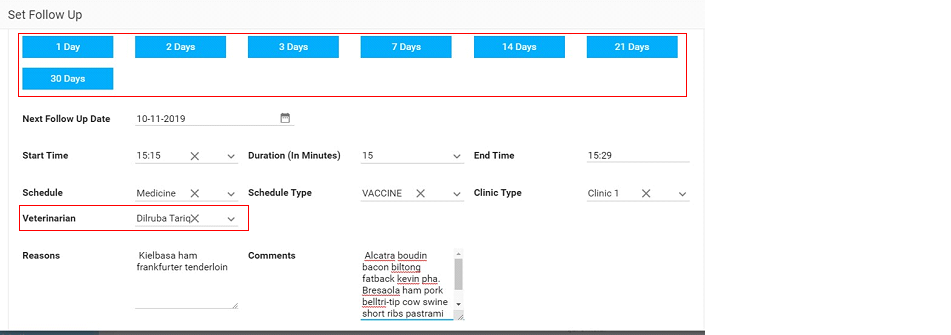 Set Follow Up
1 Day 2 Days 3 Days 7 Days 14 Days 21 Days
30 Days
Next Follow Up Date 10-11-2019
Start Time 15:15 Duration (In Minutes) 15 End Time 15:29
Schedule Medicine Schedule Type VACCINE Clinic Type Clinic 1
Veterinarian Dilruba Tariq
Reasons Kielbasa ham Comments Alcatra boudin
frankfurter tenderloin bacon biltong
fatback kevin pha.
Bresaola ham pork
belltri-tip cow swine
short ribs pastrami